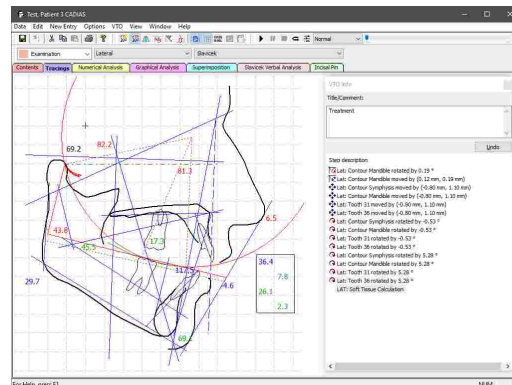 Test, Patient 3 CADIAS
Data Edit New Entry Options VTO View Window Help
Normal
Examination Lateral Slavicek
Contents Tracings Numerical Analysis Graphical Analysis Superimposition Slavicek Verbal Analysis Incisal Pin
VTO Info
Title/Comment:
Treatment
Undo
Step description
Lat: Contour Mandible rotated by 0.19 °
Lat: Contour Mandible moved by (0.12 mm, 0.19 mm)
Lat: Contour Symphysis moved by (-0.80 mm, 1.10 mm)
Lat: Contour Mandible moved by (-0.80 mm, 1.10 mm)
Lat: Tooth 31 moved by (-0.80 mm, 1.10 mm)
Lat: Tooth 36 moved by (-0.80 mm, 1.10 mm)
Lat: Contour Symphysis rotated by -0.53 °
Lat: Contour Mandible rotated by -0.53 °
Lat: Tooth 31 rotated by -0.53 °
Lat: Tooth 36 rotated by -0.53 °
Lat: Contour Symphysis rotated by 5.28 °
Lat: Contour Mandible rotated by 5.28 °
Lat: Tooth 31 rotated by 5.28 °
Lat: Tooth 36 rotated by 5.28 °
LAT: Soft Tissue Calculation
69.2
82.2
81.3
6.5
43.8
45.5
17.3
29.7
117.5
4.6
36.4
7.8
26.1
2.3
For Help, press F1
NUM